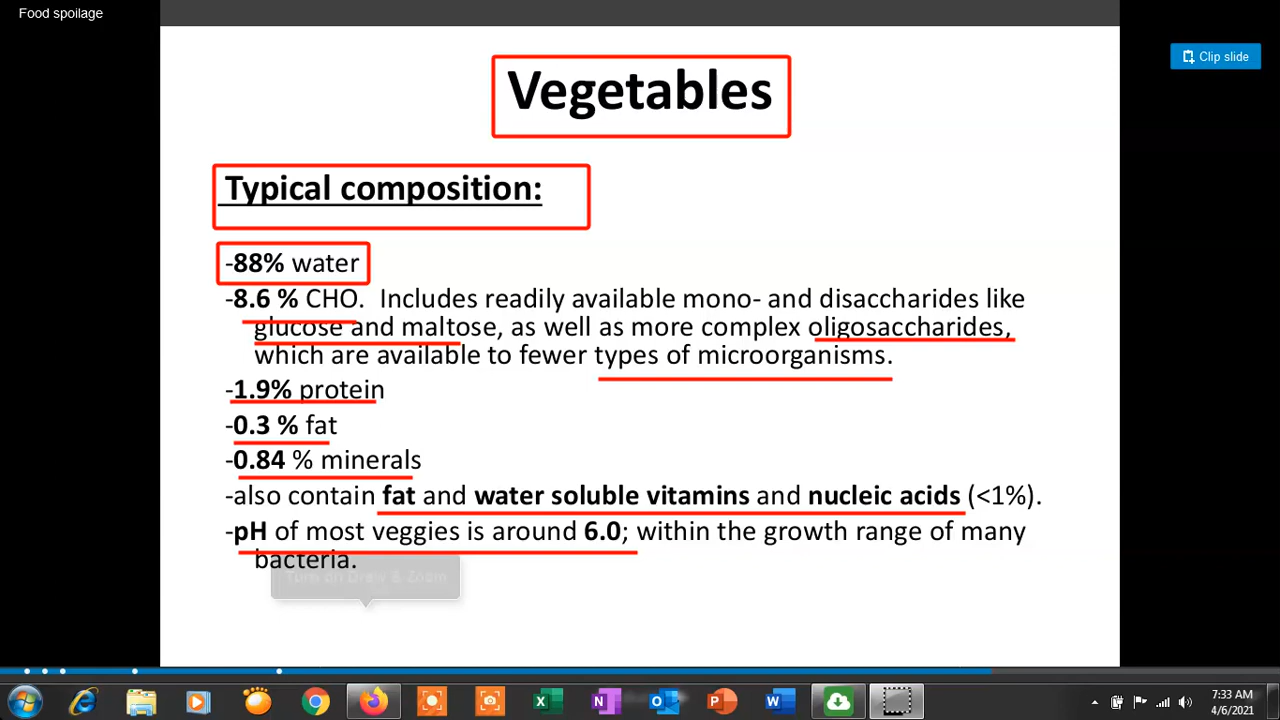 Food spoilage
Clip slide
Vegetables
Typical composition:
-88% water
-8.6 % CHO. Includes readily available mono- and disaccharides like
glucose and maltose, as well as more complex oligosaccharides,
which are available to fewer types of microorganisms.
-1.9% protein
-0.3 % fat
-0.84 % minerals
-also contain fat and water soluble vitamins and nucleic acids (<1%).
-pH of most veggies is around 6.0; within the growth range of many
bacteria.
7:33 AM
4/6/2021